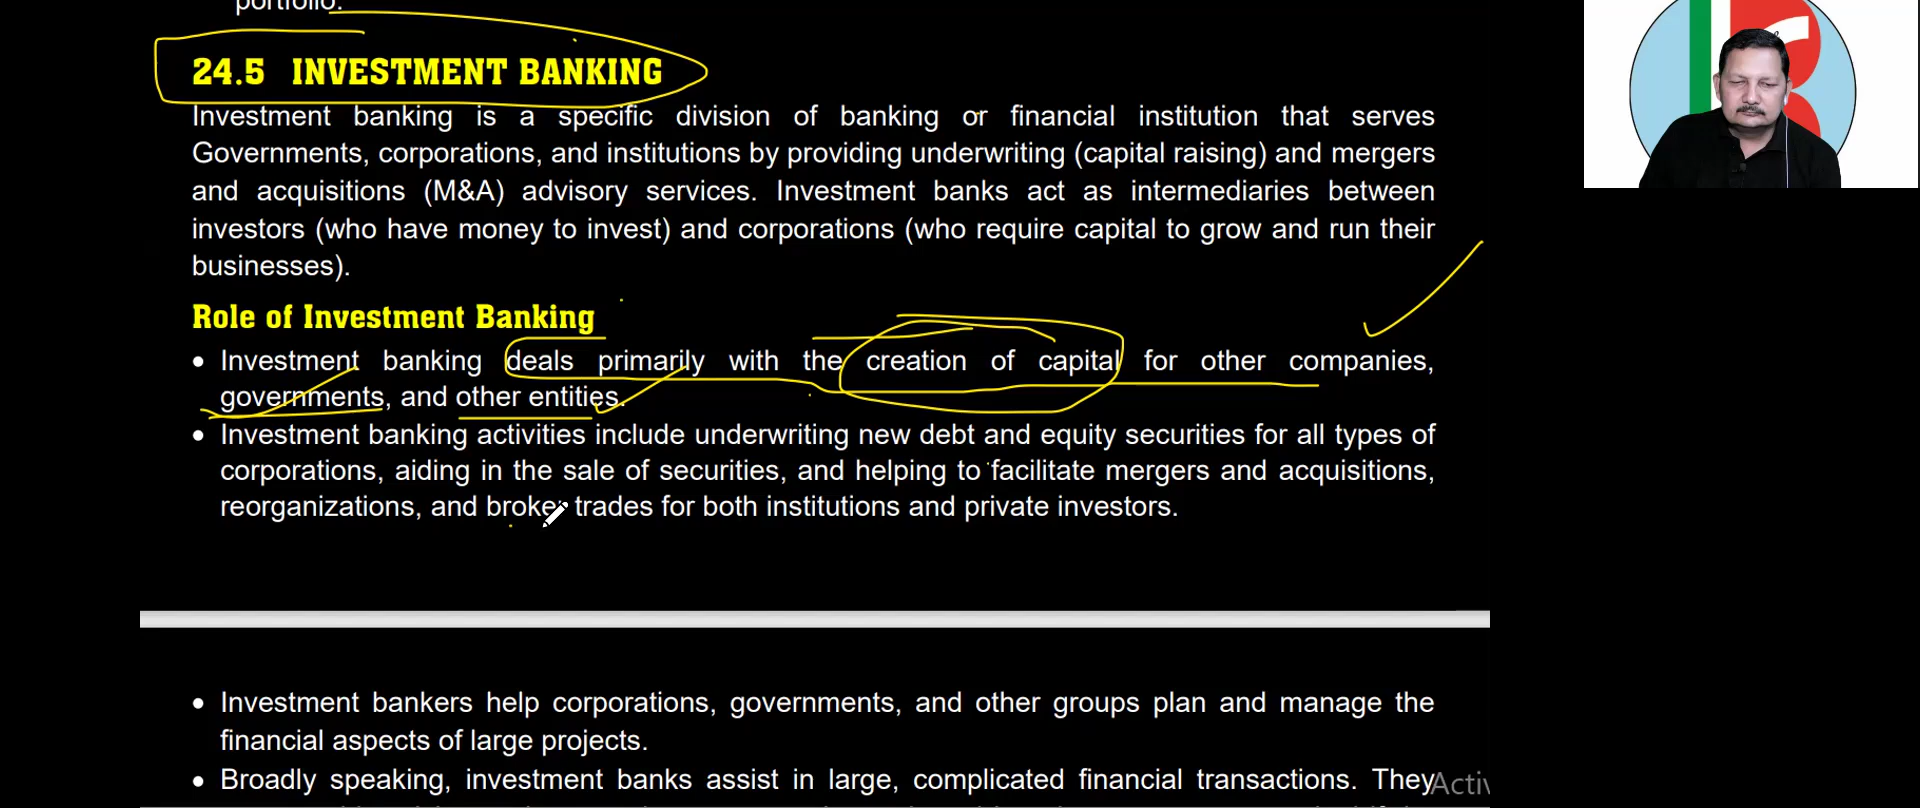 portfolio.
24.5 INVESTMENT BANKING
Investment banking is a specific division of banking or financial institution that serves
Governments, corporations, and institutions by providing underwriting (capital raising) and mergers
and acquisitions (M&A) advisory services. Investment banks act as intermediaries between
investors (who have money to invest) and corporations (who require capital to grow and run their
businesses).
Role of Investment Banking
• Investment banking deals primarily with the creation of capital for other companies,
governments, and other entities.
• Investment banking activities include underwriting new debt and equity securities for all types of
corporations, aiding in the sale of securities, and helping to facilitate mergers and acquisitions,
reorganizations, and broker trades for both institutions and private investors.
• Investment bankers help corporations, governments, and other groups plan and manage the
financial aspects of large projects.
• Broadly speaking, investment banks assist in large, complicated financial transactions. They
Activ